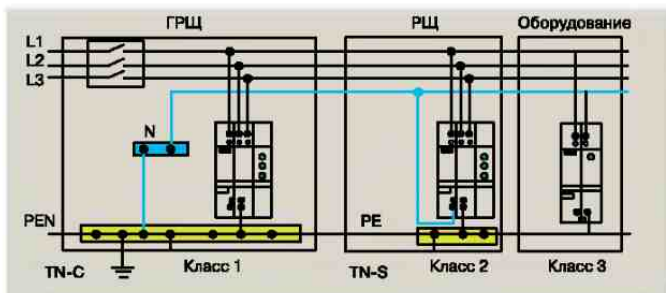 ГРЩ РЩ Оборудование
L1
L2
L3
N
PEN PE
TN-C Класс 1 TN-S Класс 2 Класс 3